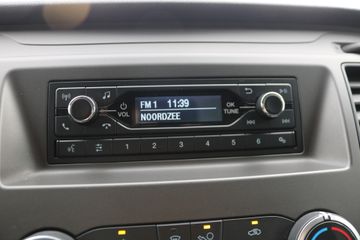 FM 1 11:39
NOORDZEE
VOL
OK
TUNE
1 2 3 4 5 6